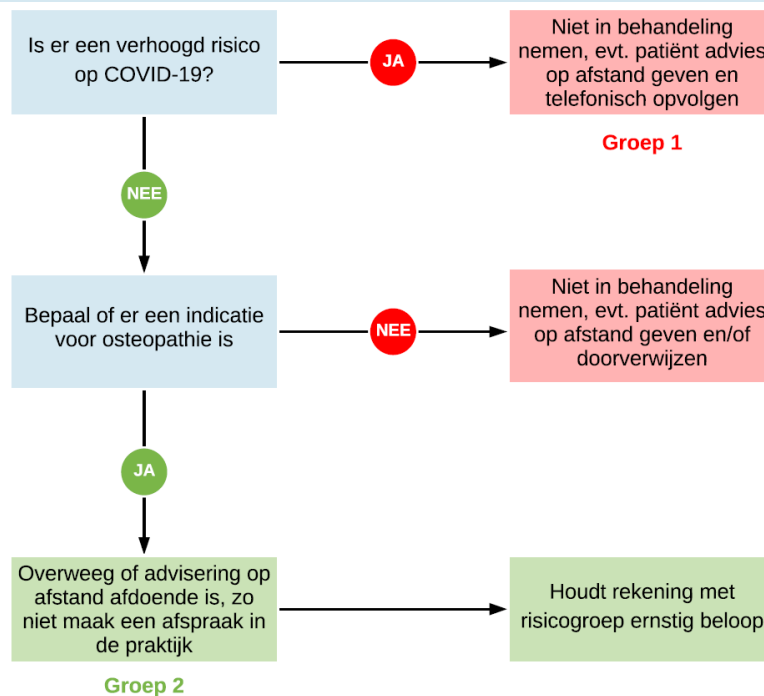 Is er een verhoogd risico
op COVID-19?
JA
Niet in behandeling
nemen, evt. patiënt advies
op afstand geven en
telefonisch opvolgen
Groep 1
NEE
Bepaal of er een indicatie
voor osteopathie is
NEE
Niet in behandeling
nemen, evt. patiënt advies
op afstand geven en/of
doorverwijzen
JA
Overweeg of advisering op
afstand afdoende is, zo
niet maak een afspraak in
de praktijk
Groep 2
Houdt rekening met
risicogroep ernstig beloop